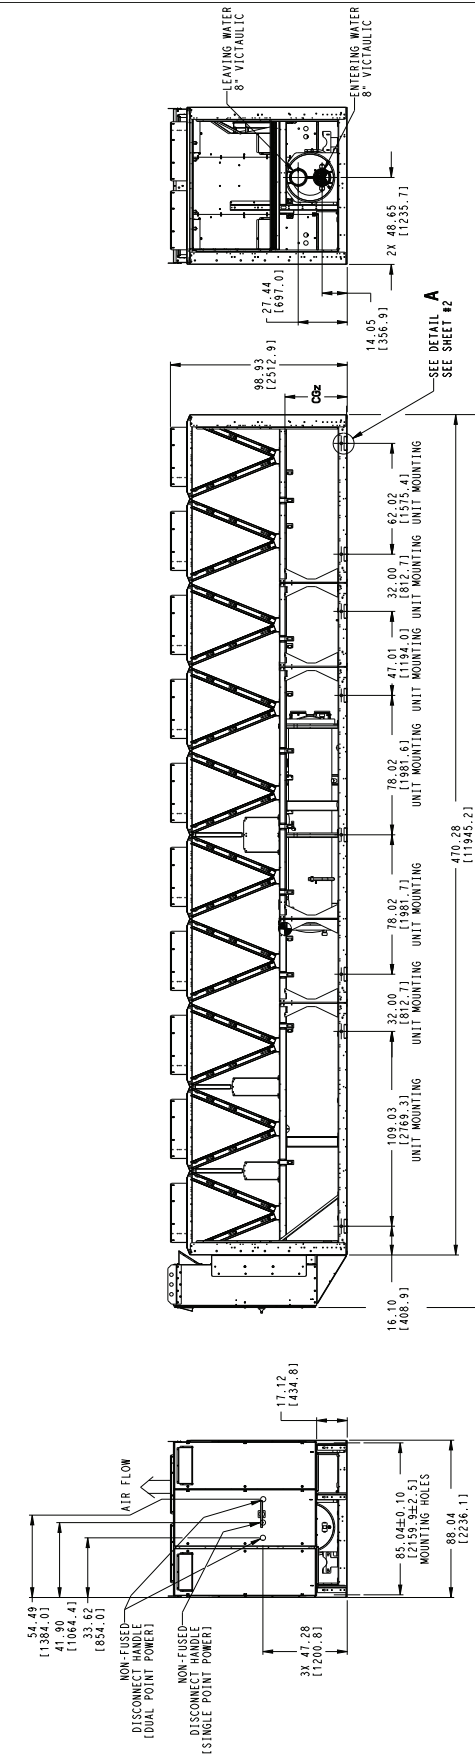 54.49
[1384.0]
41.90
[1064.4]
33.62
[854.0]
AIR FLOW
NON-FUSED
DISCONNECT HANDLE
[DUAL POINT POWER]
NON-FUSED
DISCONNECT HANDLE
[SINGLE POINT POWER]
3X 47.28
[1200.8]
17.12
[434.8]
85.04±0.10
[2159.9±2.5]
MOUNTING HOLES
88.04
[2236.1]
16.10
[408.9]
109.03
[2769.3]
UNIT MOUNTING
32.00
[812.7]
UNIT MOUNTING
78.02
[1981.7]
UNIT MOUNTING
78.02
[1981.6]
UNIT MOUNTING
47.01
[1194.0]
UNIT MOUNTING
32.00
[812.7]
UNIT MOUNTING
62.02
[1575.4]
UNIT MOUNTING
470.28
[11945.2]
98.93
[2512.9]
CGz
SEE DETAIL A
SEE SHEET #2
27.44
[697.0]
14.05
[356.9]
2X 48.65
[1235.7]
LEAVING WATER
8" VICTAULIC
ENTERING WATER
8" VICTAULIC